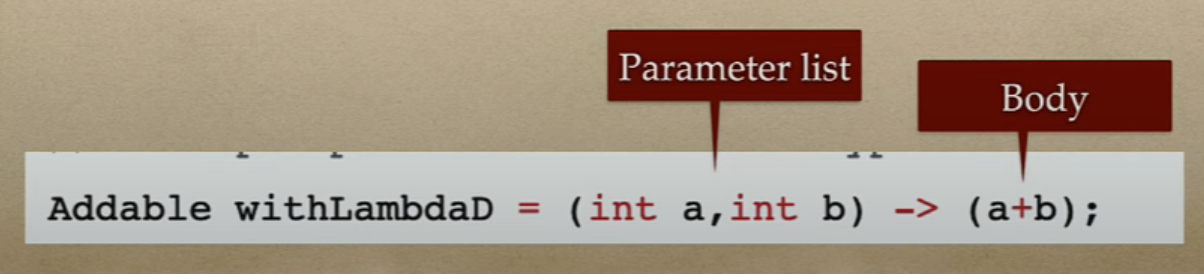 Parameter list
Body
Addable withLambdaD = (int a,int b) -> (a+b);